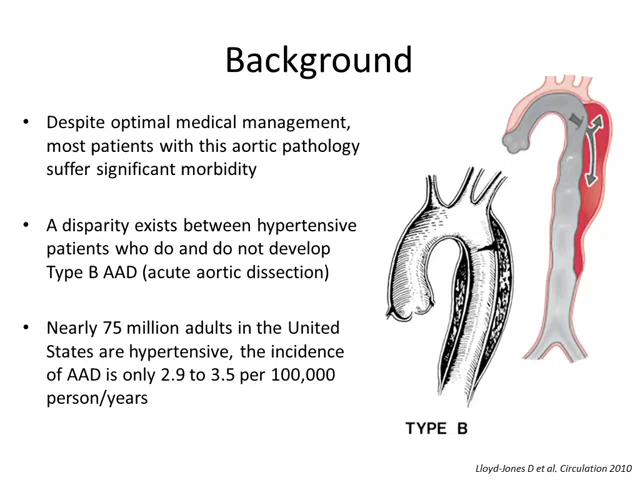 Background
• Despite optimal medical management,
most patients with this aortic pathology
suffer significant morbidity
• A disparity exists between hypertensive
patients who do and do not develop
Type B AAD (acute aortic dissection)
• Nearly 75 million adults in the United
States are hypertensive, the incidence
of AAD is only 2.9 to 3.5 per 100,000
person/years
TYPE B
Lloyd-Jones D et al. Circulation 2010